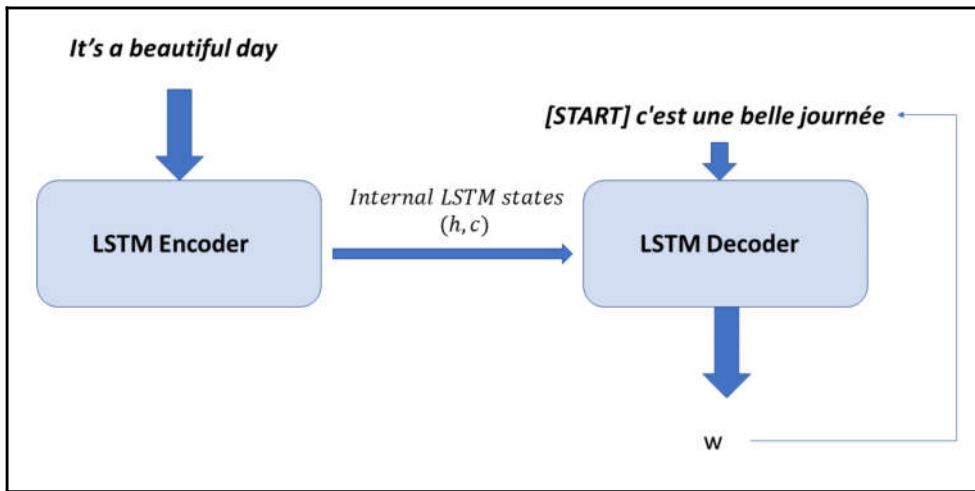 It's a beautiful day
[START] c'est une belle journée
Internal LSTM states
(h, c)
LSTM Encoder
LSTM Decoder
w